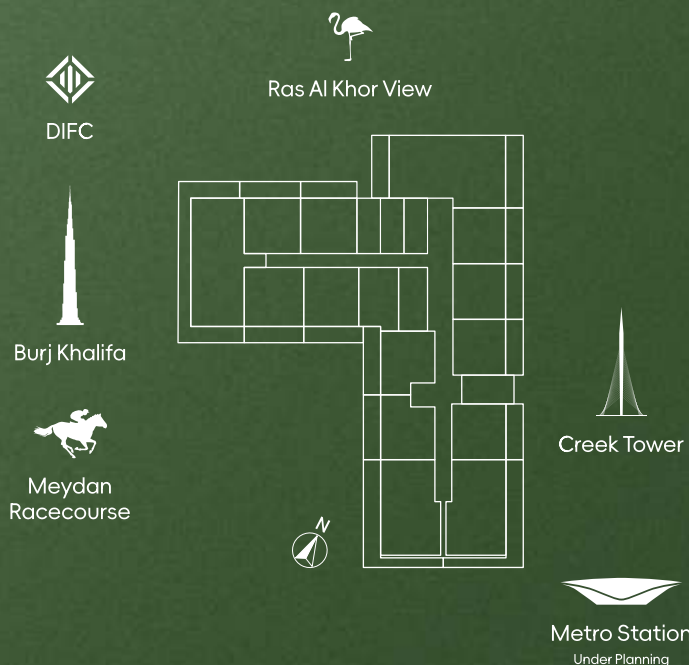 Ras Al Khor View
DIFC
Burj Khalifa
Creek Tower
Meydan
Racecourse
N
Metro Station
Under Planning